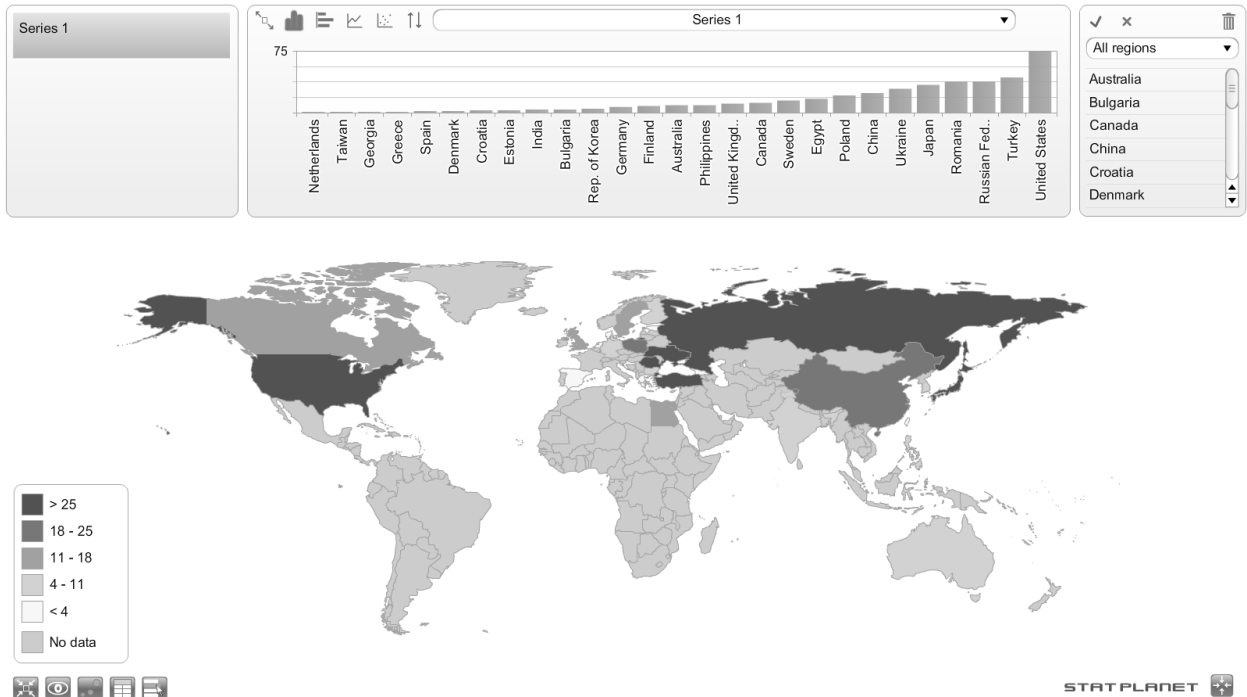 Series 1
Series 1
75
Netherlands
Taiwan
Georgia
Greece
Spain
Denmark
Croatia
Estonia
India
Bulgaria
Rep. of Korea
Germany
Finland
Australia
Philippines
United Kingd..
Canada
Sweden
Egypt
Poland
China
Ukraine
Japan
Romania
Russian Fed..
Turkey
United States
All regions
Australia
Bulgaria
Canada
China
Croatia
Denmark
> 25
18 - 25
11 - 18
4 - 11
< 4
No data
STATPLANET